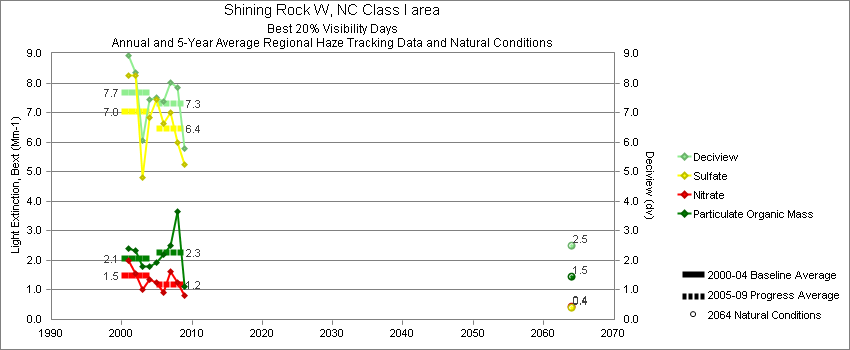 Shining Rock W, NC Class I area
Best 20% Visibility Days
Annual and 5-Year Average Regional Haze Tracking Data and Natural Conditions
9.0 9.0
8.0 8.0
7.7
7.3
7.0
7.0 7.0
6.4
6.0 6.0
5.0 5.0
4.0 4.0
3.0 3.0
2.5
2.3
2.1
2.0 2.0
1.5
1.5
1.2
1.0 1.0
0.4
0.0 0.0
1990 2000 2010 2020 2030 2040 2050 2060 2070
Light Extinction, Bext (Mm-1)
Deciview (dv)
Deciview
Sulfate
Nitrate
Particulate Organic Mass
2000-04 Baseline Average
2005-09 Progress Average
2064 Natural Conditions